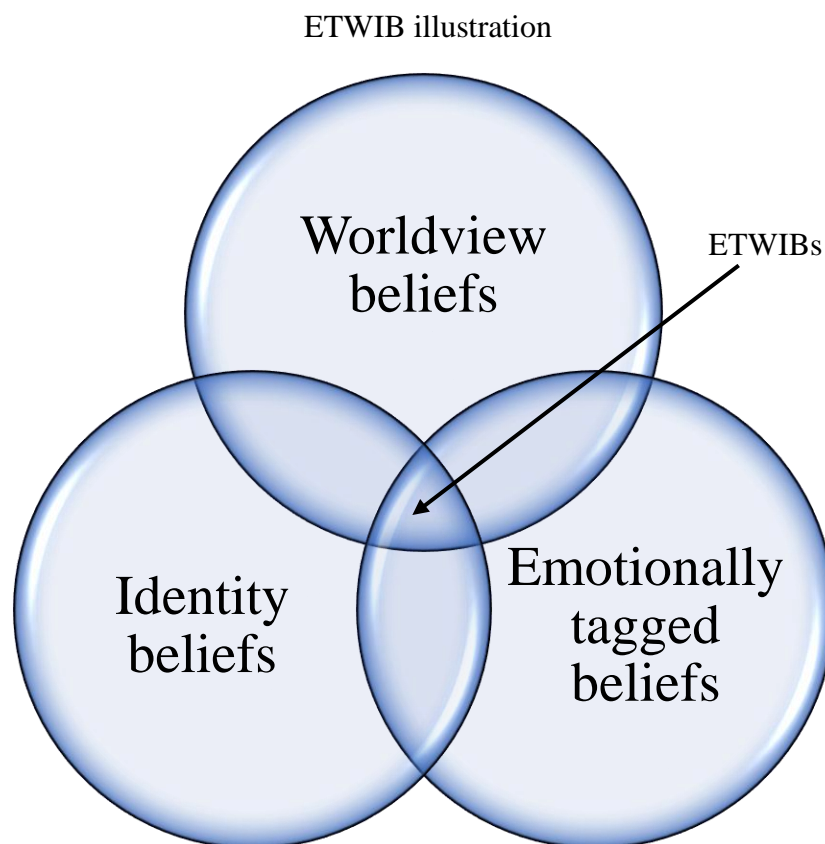 ETWIB illustration
Worldview
beliefs
ETWIBs
Identity
beliefs
Emotionally
tagged
beliefs